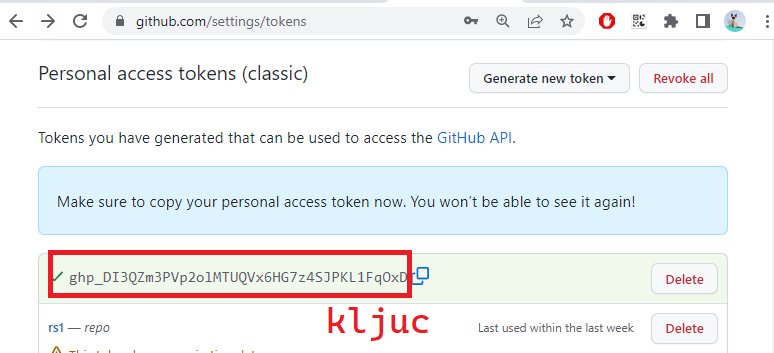 github.com/settings/tokens
Personal access tokens (classic)
Generate new token
Revoke all
Tokens you have generated that can be used to access the GitHub API.
Make sure to copy your personal access token now. You won’t be able to see it again!
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
Delete
kljuc
rs1 — repo
Last used within the last week
Delete